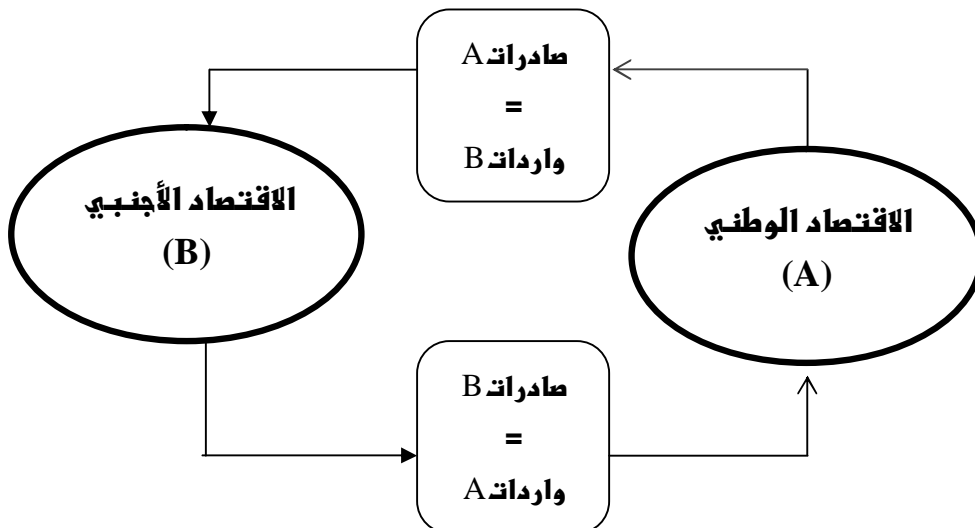 صادرات A
=
واردات B
الاقتصاد الوطني
(A)
الاقتصاد الأجنبي
(B)
صادرات B
=
واردات A